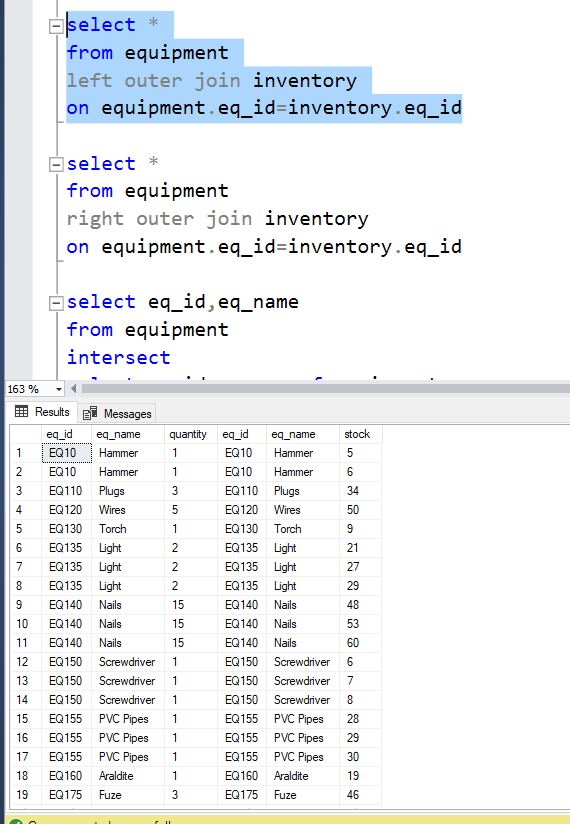 select *
from equipment
left outer join inventory
on equipment.eq_id=inventory.eq_id
select *
from equipment
right outer join inventory
on equipment.eq_id=inventory.eq_id
select eq_id,eq_name
from equipment
intersect
163 %
Results Messages
eq_id eq_name quantity eq_id eq_name stock
1 EQ10 Hammer 1 EQ10 Hammer 5
2 EQ10 Hammer 1 EQ10 Hammer 6
3 EQ110 Plugs 3 EQ110 Plugs 34
4 EQ120 Wires 5 EQ120 Wires 50
5 EQ130 Torch 1 EQ130 Torch 9
6 EQ135 Light 2 EQ135 Light 21
7 EQ135 Light 2 EQ135 Light 27
8 EQ135 Light 2 EQ135 Light 29
9 EQ140 Nails 15 EQ140 Nails 48
10 EQ140 Nails 15 EQ140 Nails 53
11 EQ140 Nails 15 EQ140 Nails 60
12 EQ150 Screwdriver 1 EQ150 Screwdriver 6
13 EQ150 Screwdriver 1 EQ150 Screwdriver 7
14 EQ150 Screwdriver 1 EQ150 Screwdriver 8
15 EQ155 PVC Pipes 1 EQ155 PVC Pipes 28
16 EQ155 PVC Pipes 1 EQ155 PVC Pipes 29
17 EQ155 PVC Pipes 1 EQ155 PVC Pipes 30
18 EQ160 Araldite 1 EQ160 Araldite 19
19 EQ175 Fuze 3 EQ175 Fuze 46